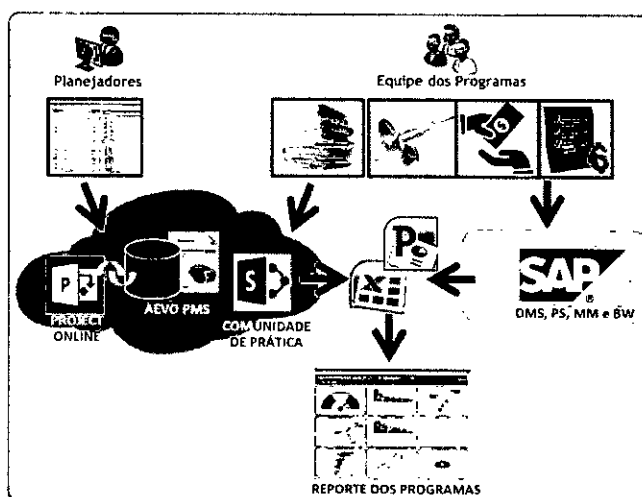 Planejadores
Equipe dos Programas
6
P
PROJECT
ONLINE
AEVO PMS
S
COMUNIDADE
DE PRÁTICA
P
X
SAP
®
DMS, PS, MM e BW
REPORTE DOS PROGRAMAS